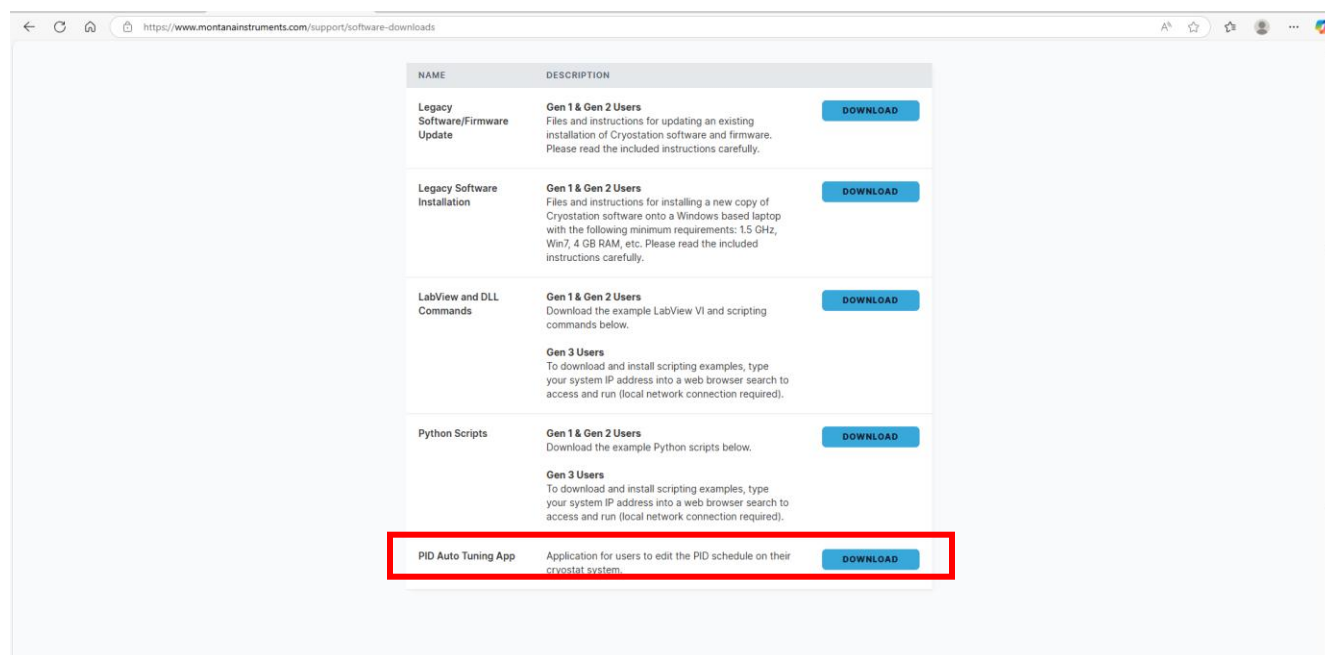 https://www.montanainstruments.com/support/software-downloads
NAME DESCRIPTION
Legacy
Software/Firmware
Update
Gen 1 & Gen 2 Users
Files and instructions for updating an existing
installation of Cryostation software and firmware.
Please read the included instructions carefully.
DOWNLOAD
Legacy Software
Installation
Gen 1 & Gen 2 Users
Files and instructions for installing a new copy of
Cryostation software onto a Windows based laptop
with the following minimum requirements: 1.5 GHz,
Win7, 4 GB RAM, etc. Please read the included
instructions carefully.
DOWNLOAD
LabView and DLL
Commands
Gen 1 & Gen 2 Users
Download the example LabView VI and scripting
commands below.
Gen 3 Users
To download and install scripting examples, type
your system IP address into a web browser search to
access and run (local network connection required).
DOWNLOAD
Python Scripts
Gen 1 & Gen 2 Users
Download the example Python scripts below.
Gen 3 Users
To download and install scripting examples, type
your system IP address into a web browser search to
access and run (local network connection required).
DOWNLOAD
PID Auto Tuning App
Application for users to edit the PID schedule on their
cryostat system.
DOWNLOAD